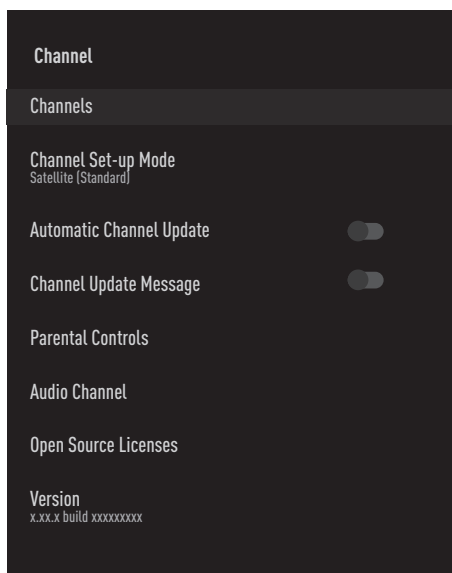 Channel
Channels
Channel Set-up Mode
Satellite (Standard)
Automatic Channel Update
Channel Update Message
Parental Controls
Audio Channel
Open Source Licenses
Version
x.xx.x build xxxxxxxxx